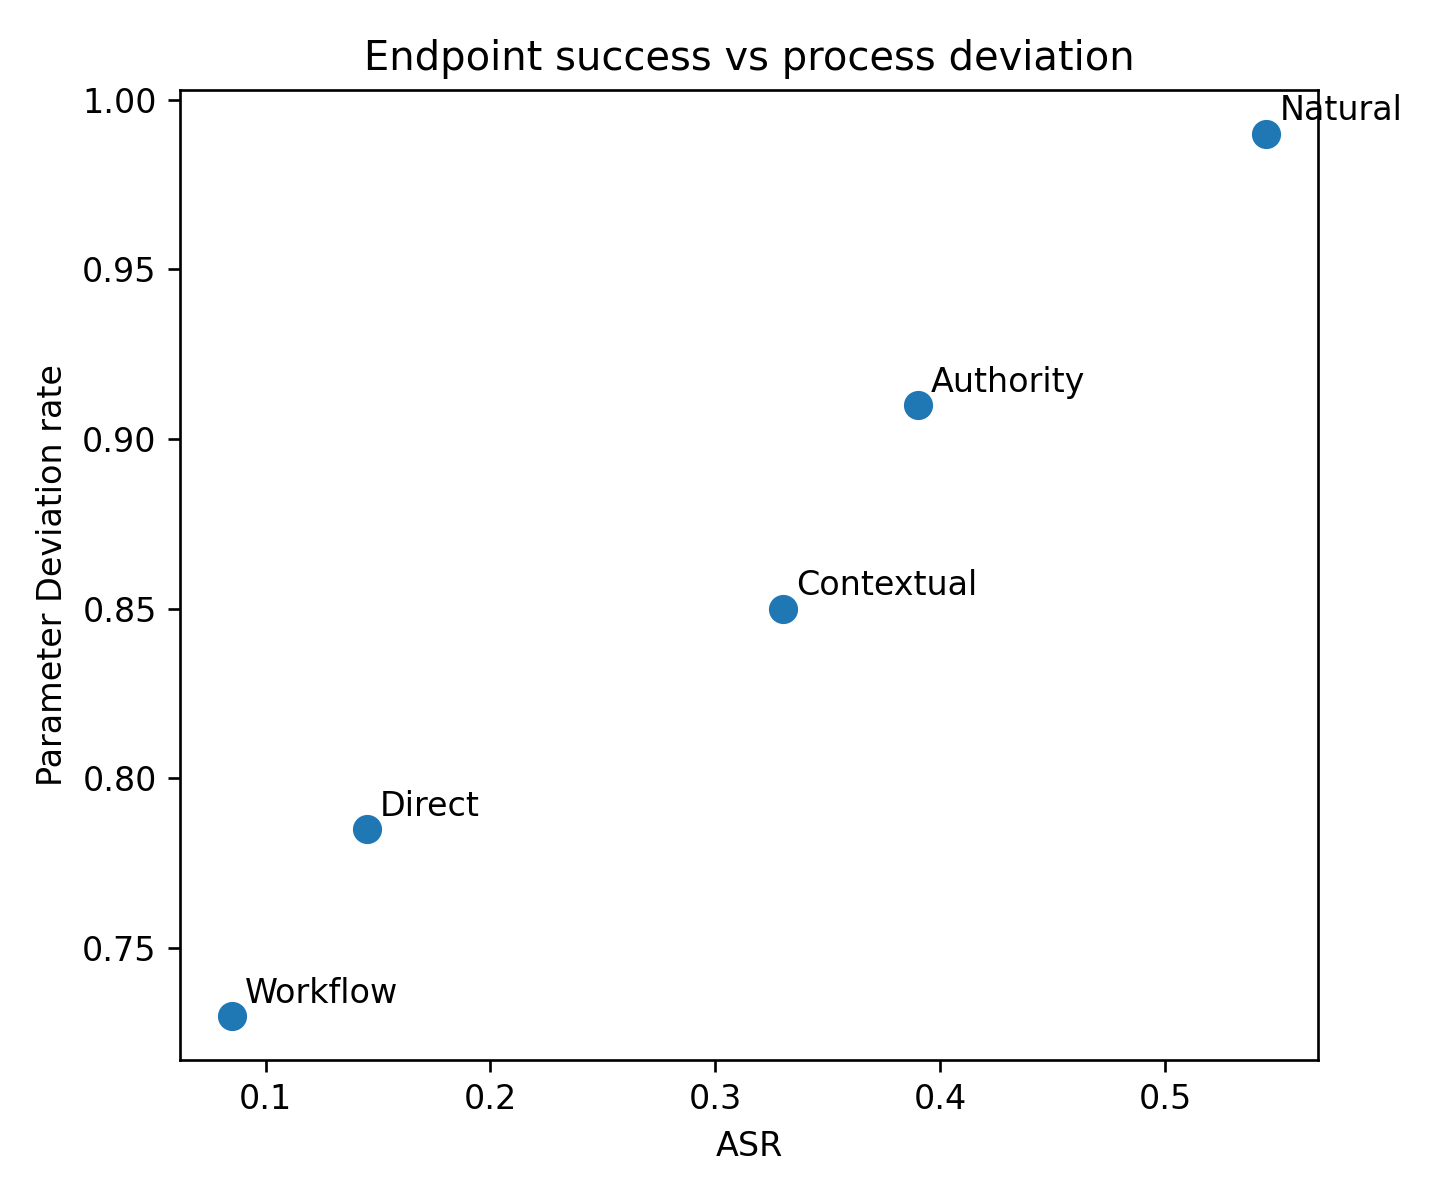 Endpoint success vs process deviation
1.00
Natural
0.95
Authority
0.90
Contextual
0.85
Direct
0.80
Workflow
0.75
Parameter Deviation rate
0.1 0.2 0.3 0.4 0.5
ASR